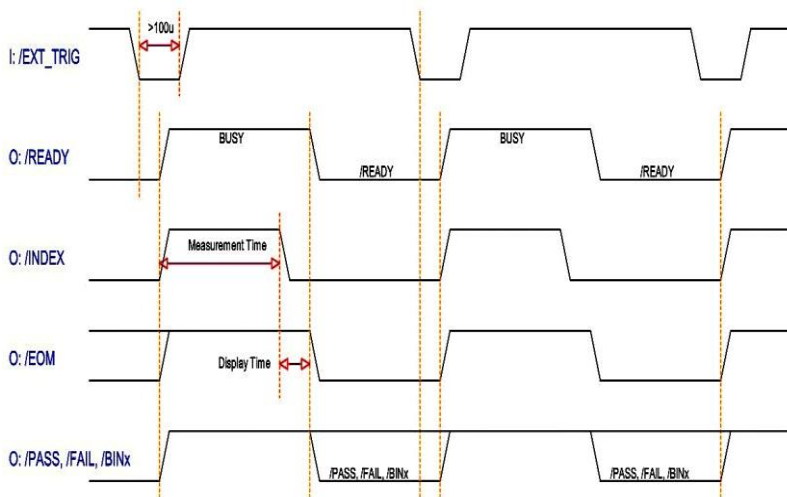 >100u
I: /EXT_TRIG
BUSY
BUSY
O: /READY
/READY
/READY
Measurement Time
O: /INDEX
O: /EOM
Display Time
O: /PASS, /FAIL, /BINx
/PASS, /FAIL, /BINx
/PASS, /FAIL, /BINx